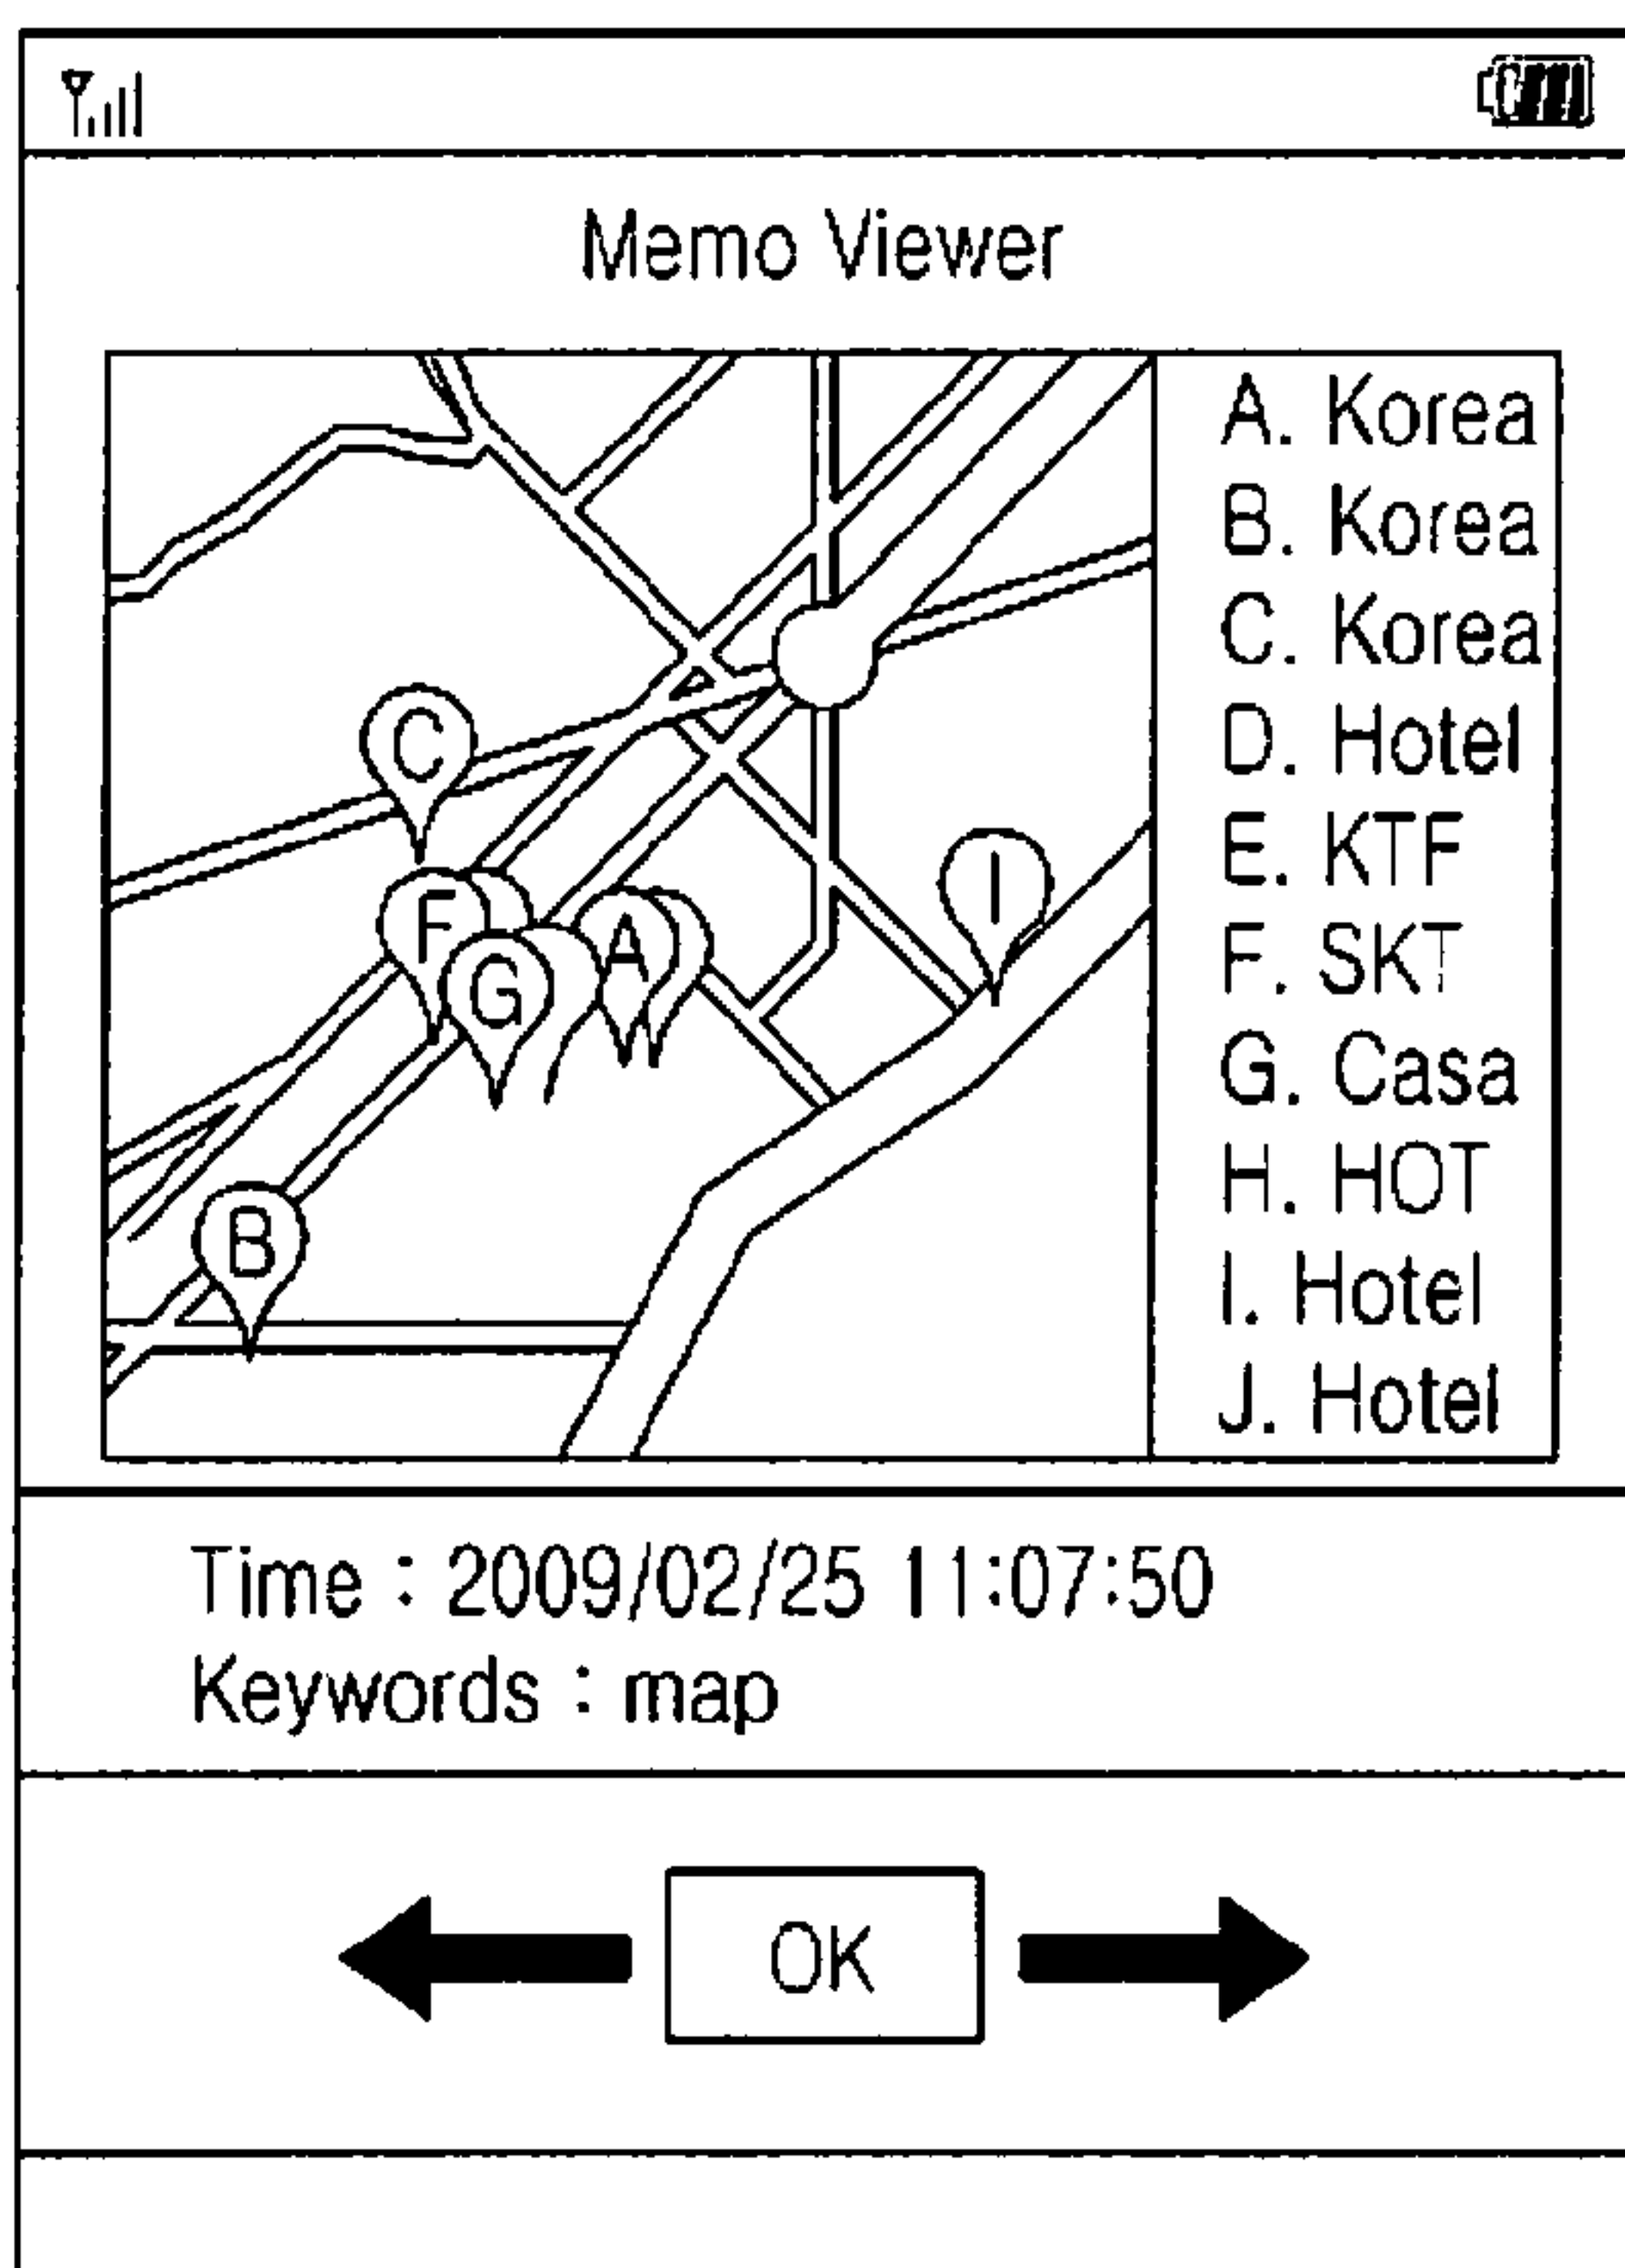 Memo Viewer
A. Korea
B. Korea
C. Korea
D. Hotel
E. KTF
F. SKT
G. Casa
H. HOT
I. Hotel
J. Hotel
C
F
A
I
G
B
Time : 2009/02/25 11:07:50
Keywords : map
OK